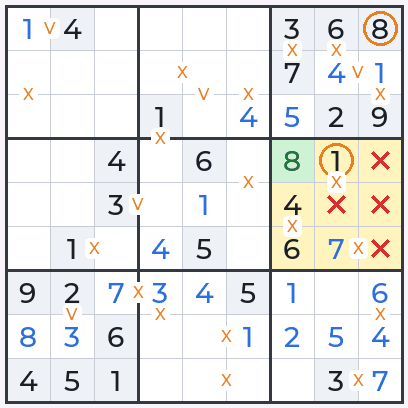 1 V 4 3 6 8
X X
X 7 4 V 1
X V X X
1 4 5 2 9
X
4 6 8 1 ×
X X
3 V 1 4 × ×
X
1 X 4 5 6 7 X ×
9 2 7 X 3 4 5 1 6
V X X
8 3 6 X 1 2 5 4
4 5 1 X 3 X 7